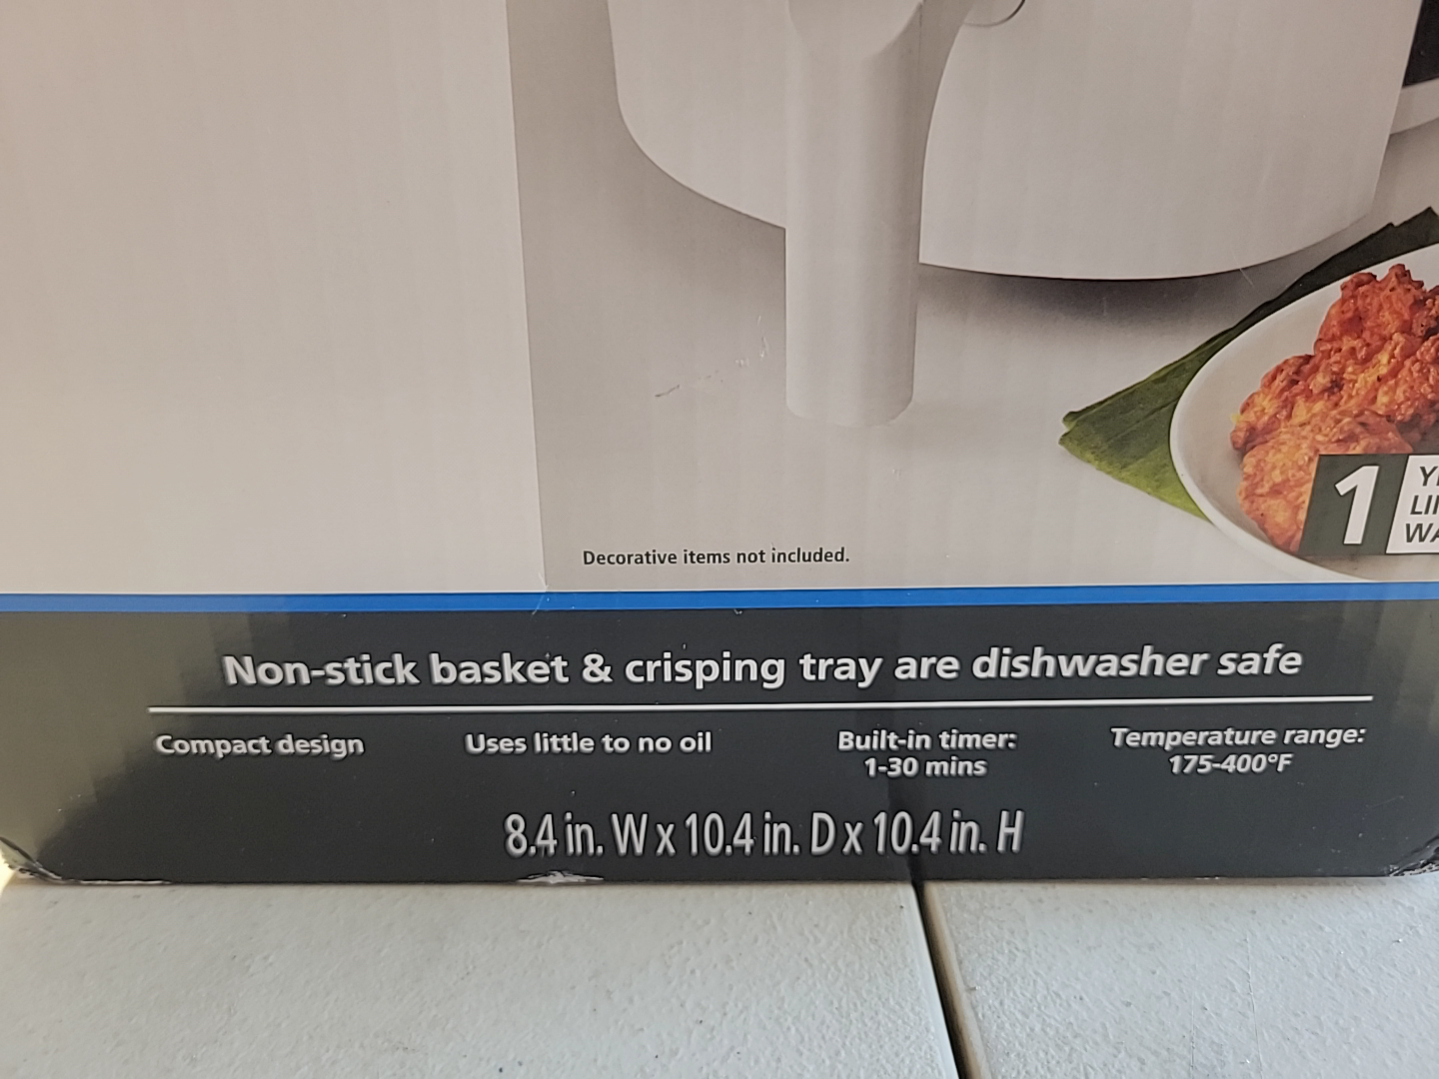 Decorative items not included.
1
Non-stick basket & crisping tray are dishwasher safe
Compact design
Uses little to no oil
Built-in timer:
1-30 mins
Temperature range:
175-400°F
8.4 in. W x 10.4 in. D x 10.4 in. H